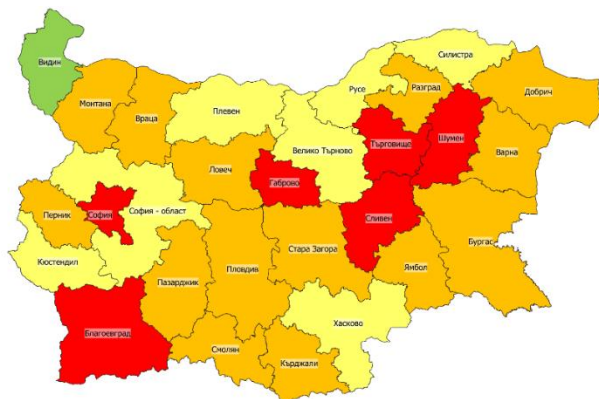 Видин
Монтана
Враца
Плевен
Русе
Силистра
Разград
Добрич
Велико Търново
Търговище
Шумен
Варна
Ловеч
Габрово
София
София - област
Перник
Сливен
Бургас
Кюстендил
Пазарджик
Пловдив
Стара Загора
Ямбол
Благоевград
Хасково
Смолян
Кърджали